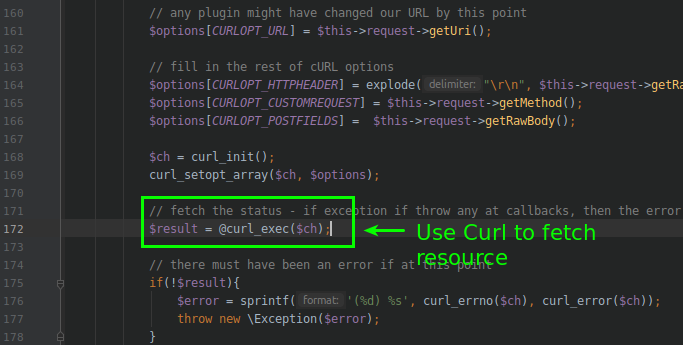 160 // any plugin might have changed our URL by this point
161 $options[CURLOPT_URL] = $this->request->getUri();
162
163 // fill in the rest of cURL options
164 $options[CURLOPT_HTTPHEADER] = explode( delimiter: "\r\n", $this->request->getRa
165 $options[CURLOPT_CUSTOMREQUEST] = $this->request->getMethod();
166 $options[CURLOPT_POSTFIELDS] =  $this->request->getRawBody();
167
168 $ch = curl_init();
169 curl_setopt_array($ch, $options);
170
171 // fetch the status - if exception if throw any at callbacks, then the error
172 $result = @curl_exec($ch);
Use Curl to fetch
resource
173
174 // there must have been an error if at this point
175 if(!$result){
176 $error = sprintf( format: '(%d) %s', curl_errno($ch), curl_error($ch));
177 throw new \Exception($error);
178 }